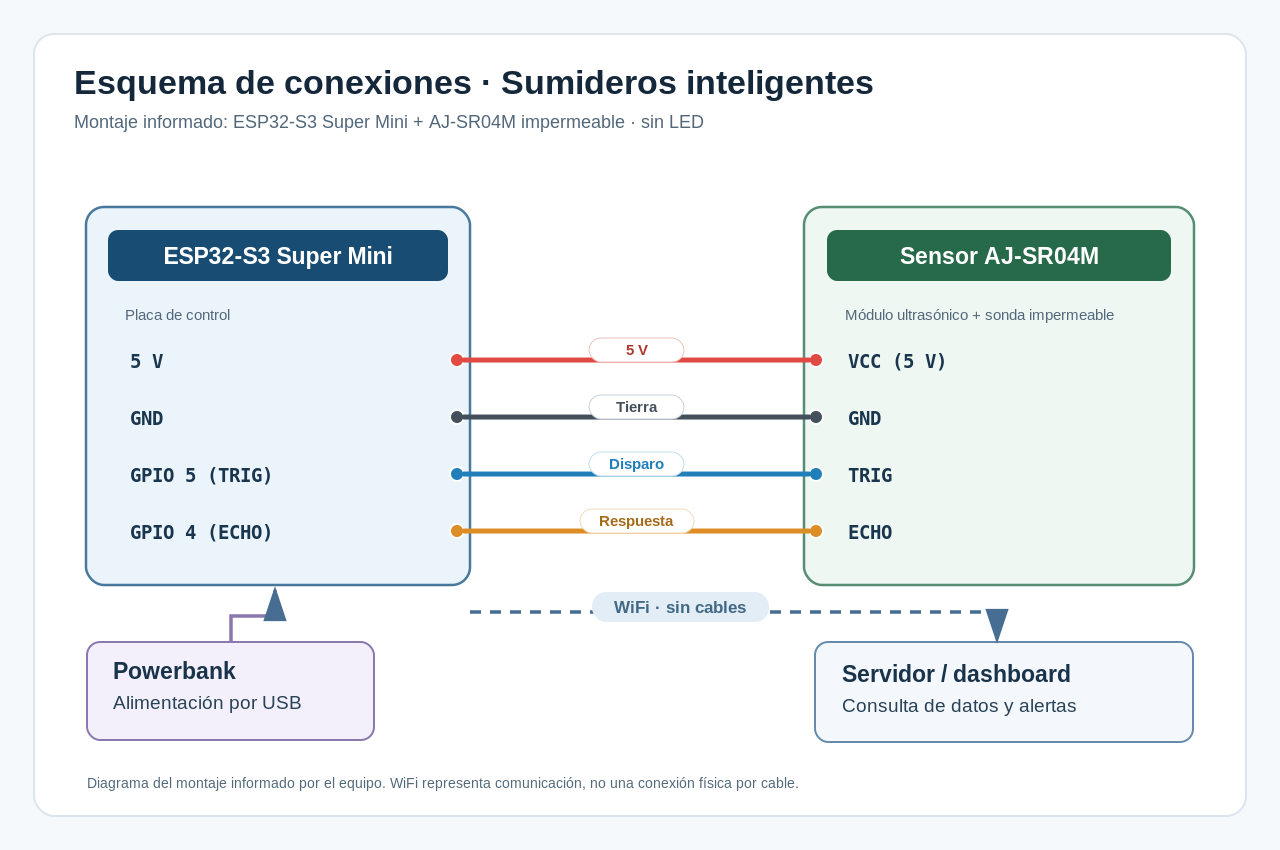 Esquema de conexiones · Sumideros inteligentes
Montaje informado: ESP32-S3 Super Mini + AJ-SR04M impermeable · sin LED
ESP32-S3 Super Mini
Sensor AJ-SR04M
Placa de control
Módulo ultrasónico + sonda impermeable
5 V
5 V
VCC (5 V)
GND
Tierra
GND
GPIO 5 (TRIG)
Disparo
TRIG
GPIO 4 (ECHO)
Respuesta
ECHO
WiFi · sin cables
Powerbank
Alimentación por USB
Servidor / dashboard
Consulta de datos y alertas
Diagrama del montaje informado por el equipo. WiFi representa comunicación, no una conexión física por cable.